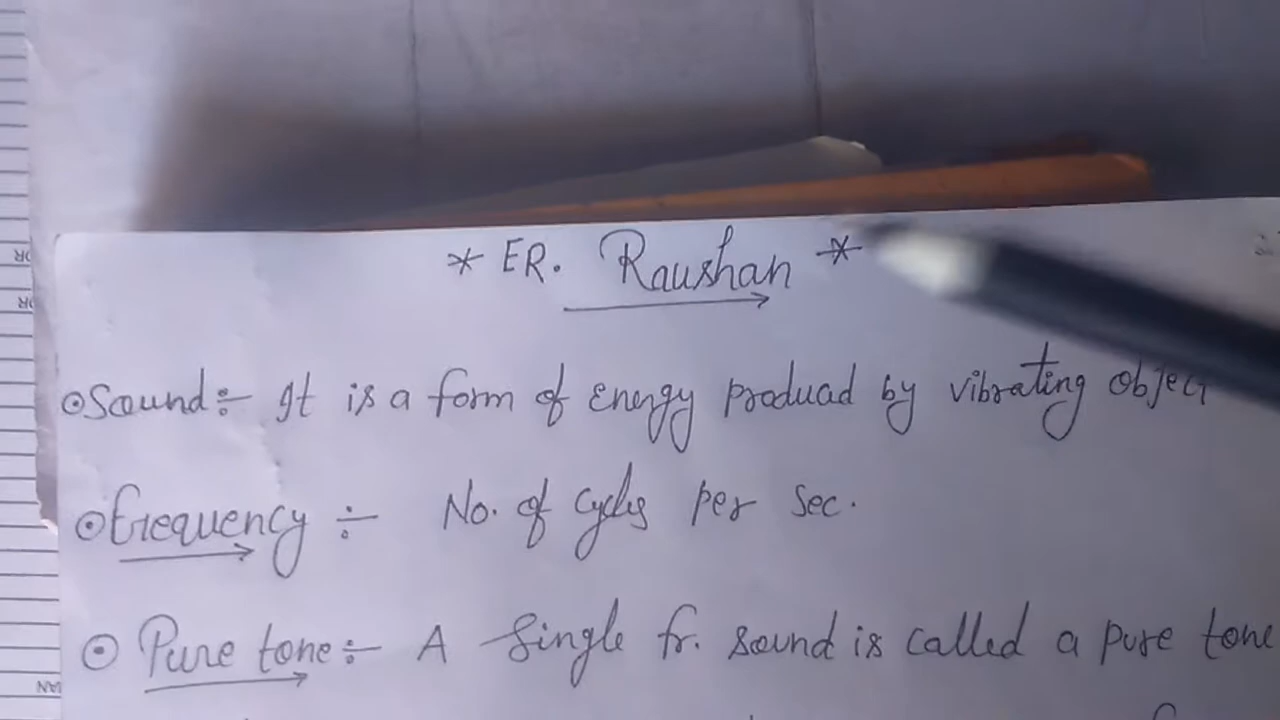 * ER. Raushan *
⊙ Sound :- It is a form of Energy produced by vibrating object
⊙ Frequency ÷ No. of Cycles per Sec.
⊙ Pure tone :- A Single fr. sound is called a pure tone